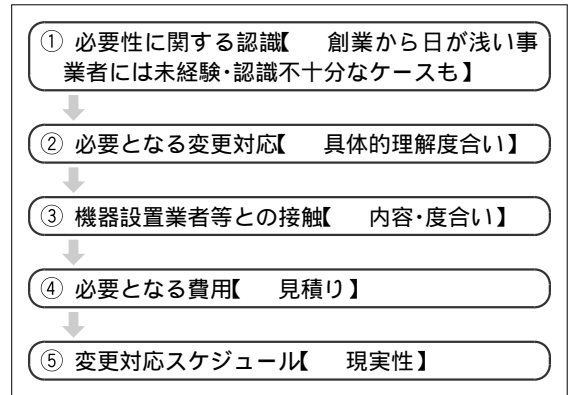 ① 必要性に関する認識【 創業から日が浅い事
業者には未経験・認識不十分なケースも】
② 必要となる変更対応【 具体的理解度合い】
③ 機器設置業者等との接触【 内容・度合い】
④ 必要となる費用【 見積り】
⑤ 変更対応スケジュール【 現実性】